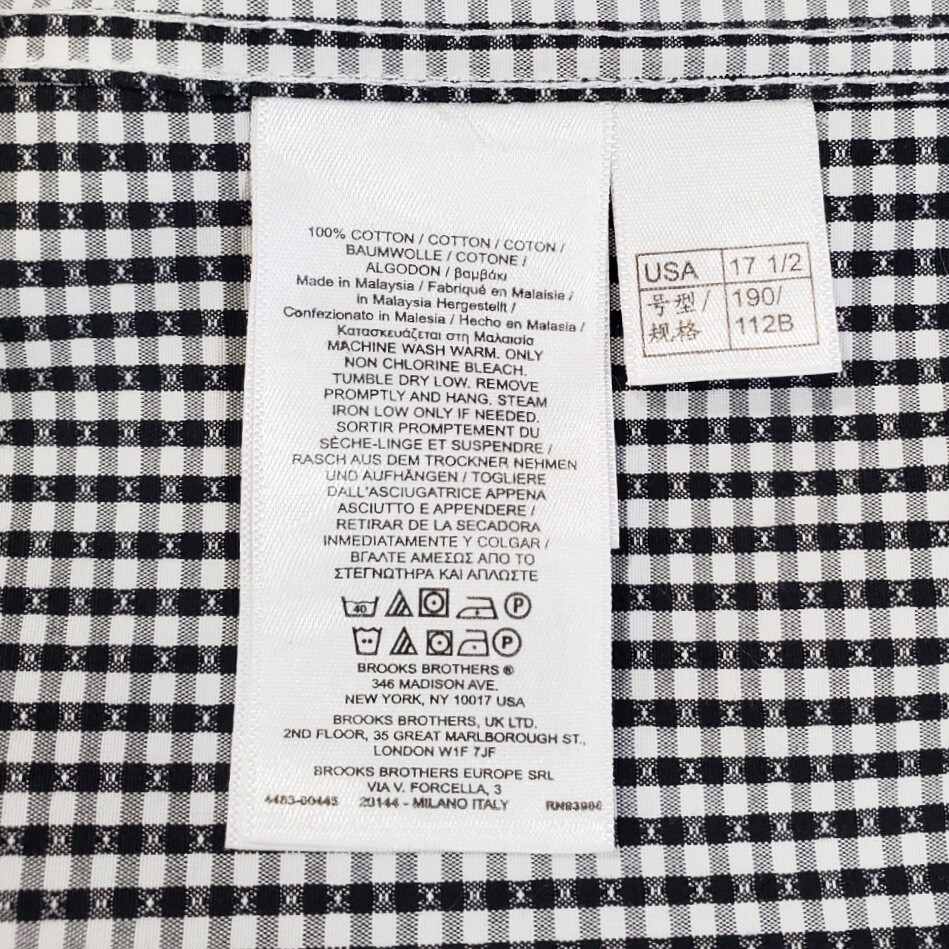 100% COTTON / COTTON / COTON /
BAUMWOLLE / COTONE /
ALGODON / βαμβάκι
Made in Malaysia / Fabriqué en Malaisie /
in Malaysia Hergestellt /
Confezionato in Malesia / Hecho en Malasia /
Κατασκευάζεται στη Μαλαισία
MACHINE WASH WARM. ONLY
NON CHLORINE BLEACH.
TUMBLE DRY LOW. REMOVE
PROMPTLY AND HANG. STEAM
IRON LOW ONLY IF NEEDED.
SORTIR PROMPTEMENT DU
SÈCHE-LINGE ET SUSPENDRE /
RASCH AUS DEM TROCKNER NEHMEN
UND AUFHÄNGEN / TOGLIERE
DALL'ASCIUGATRICE APPENA
ASCIUTTO E APPENDERE /
RETIRAR DE LA SECADORA
INMEDIATAMENTE Y COLGAR /
ΒΓΑΛΤΕ ΑΜΕΣΩΣ ΑΠΟ ΤΟ
ΣΤΕΓΝΩΤΗΡΑ ΚΑΙ ΑΠΛΩΣΤΕ
40 P
P
BROOKS BROTHERS ®
346 MADISON AVE.
NEW YORK, NY 10017 USA
BROOKS BROTHERS, UK LTD.
2ND FLOOR, 35 GREAT MARLBOROUGH ST.,
LONDON W1F 7JF
BROOKS BROTHERS EUROPE SRL
VIA V. FORCELLA, 3
20144 - MILANO ITALY
USA 17 1/2
号型/ 190/
规格 112B